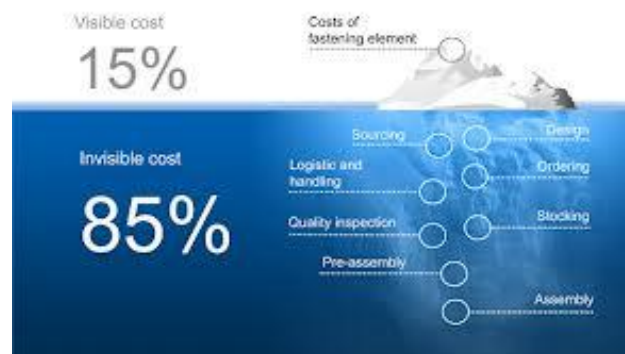 Visible cost
15%
Costs of
fastening element
Invisible cost
85%
Sourcing
Design
Logistic and
handling
Ordering
Quality inspection
Stocking
Pre-assembly
Assembly